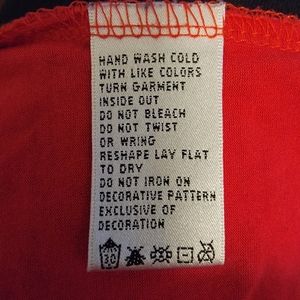 HAND WASH COLD
WITH LIKE COLORS
TURN GARMENT
INSIDE OUT
DO NOT BLEACH
DO NOT TWIST
OR WRING
RESHAPE LAY FLAT
TO DRY
DO NOT IRON ON
DECORATIVE PATTERN
EXCLUSIVE OF
DECORATION
30